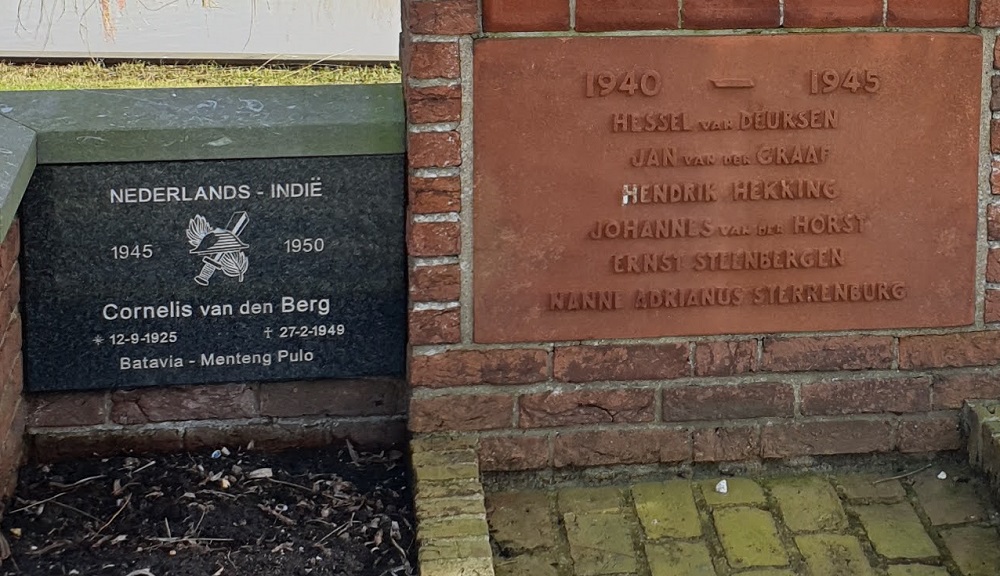 NEDERLANDS - INDIË
1945 1950
Cornelis van den Berg
✳ 12-9-1925 ✝ 27-2-1949
Batavia - Menteng Pulo
1940 — 1945
HESSEL van DEUKSEN
JAN van der GRAAF
HENDRIK HEKKING
JOHANNES van der HORST
ERNST STEENBERGEN
NANNE ADRIANUS STERRENBURG